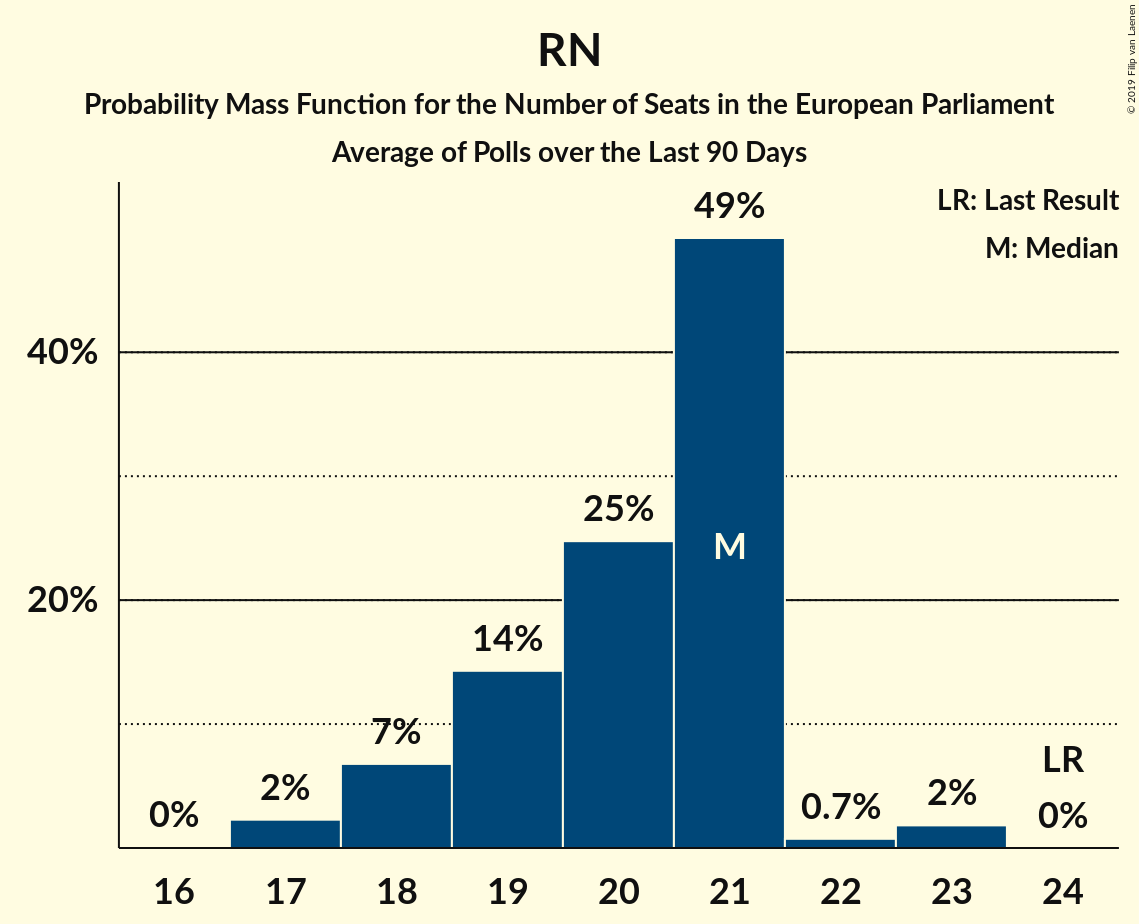 RN
Probability Mass Function for the Number of Seats in the European Parliament
Average of Polls over the Last 90 Days
© 2019 Filip van Laenen
LR: Last Result
M: Median
49%
40%
25%
M
20%
14%
7%
LR
2%
2%
0.7%
0%
0%
16 17 18 19 20 21 22 23 24